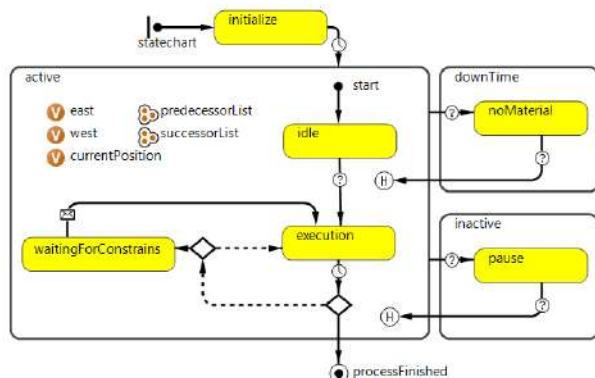 initialize
statechart
active
start
downTime
V east
predecessorList
? noMaterial
V west
successorList
idle
V currentPosition
?
?
H
inactive
waitingForConstrains
execution
? pause
?
H
processFinished